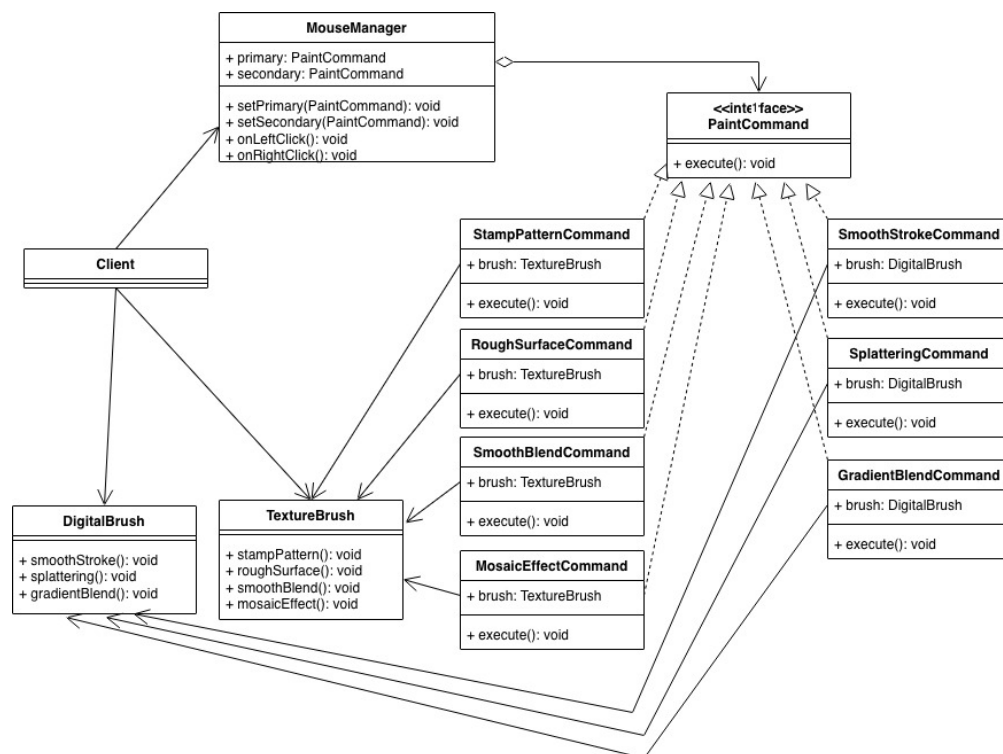 MouseManager
+ primary: PaintCommand
+ secondary: PaintCommand
+ setPrimary(PaintCommand): void
+ setSecondary(PaintCommand): void
+ onLeftClick(): void
+ onRightClick(): void
<<inte1face>>
PaintCommand
+ execute(): void
Client
StampPatternCommand
+ brush: TextureBrush
+ execute(): void
SmoothStrokeCommand
+ brush: DigitalBrush
+ execute(): void
RoughSurfaceCommand
+ brush: TextureBrush
+ execute(): void
SplatteringCommand
+ brush: DigitalBrush
+ execute(): void
SmoothBlendCommand
+ brush: TextureBrush
+ execute(): void
GradientBlendCommand
+ brush: DigitalBrush
+ execute(): void
DigitalBrush
+ smoothStroke(): void
+ splattering(): void
+ gradientBlend(): void
TextureBrush
+ stampPattern(): void
+ roughSurface(): void
+ smoothBlend(): void
+ mosaicEffect(): void
MosaicEffectCommand
+ brush: TextureBrush
+ execute(): void